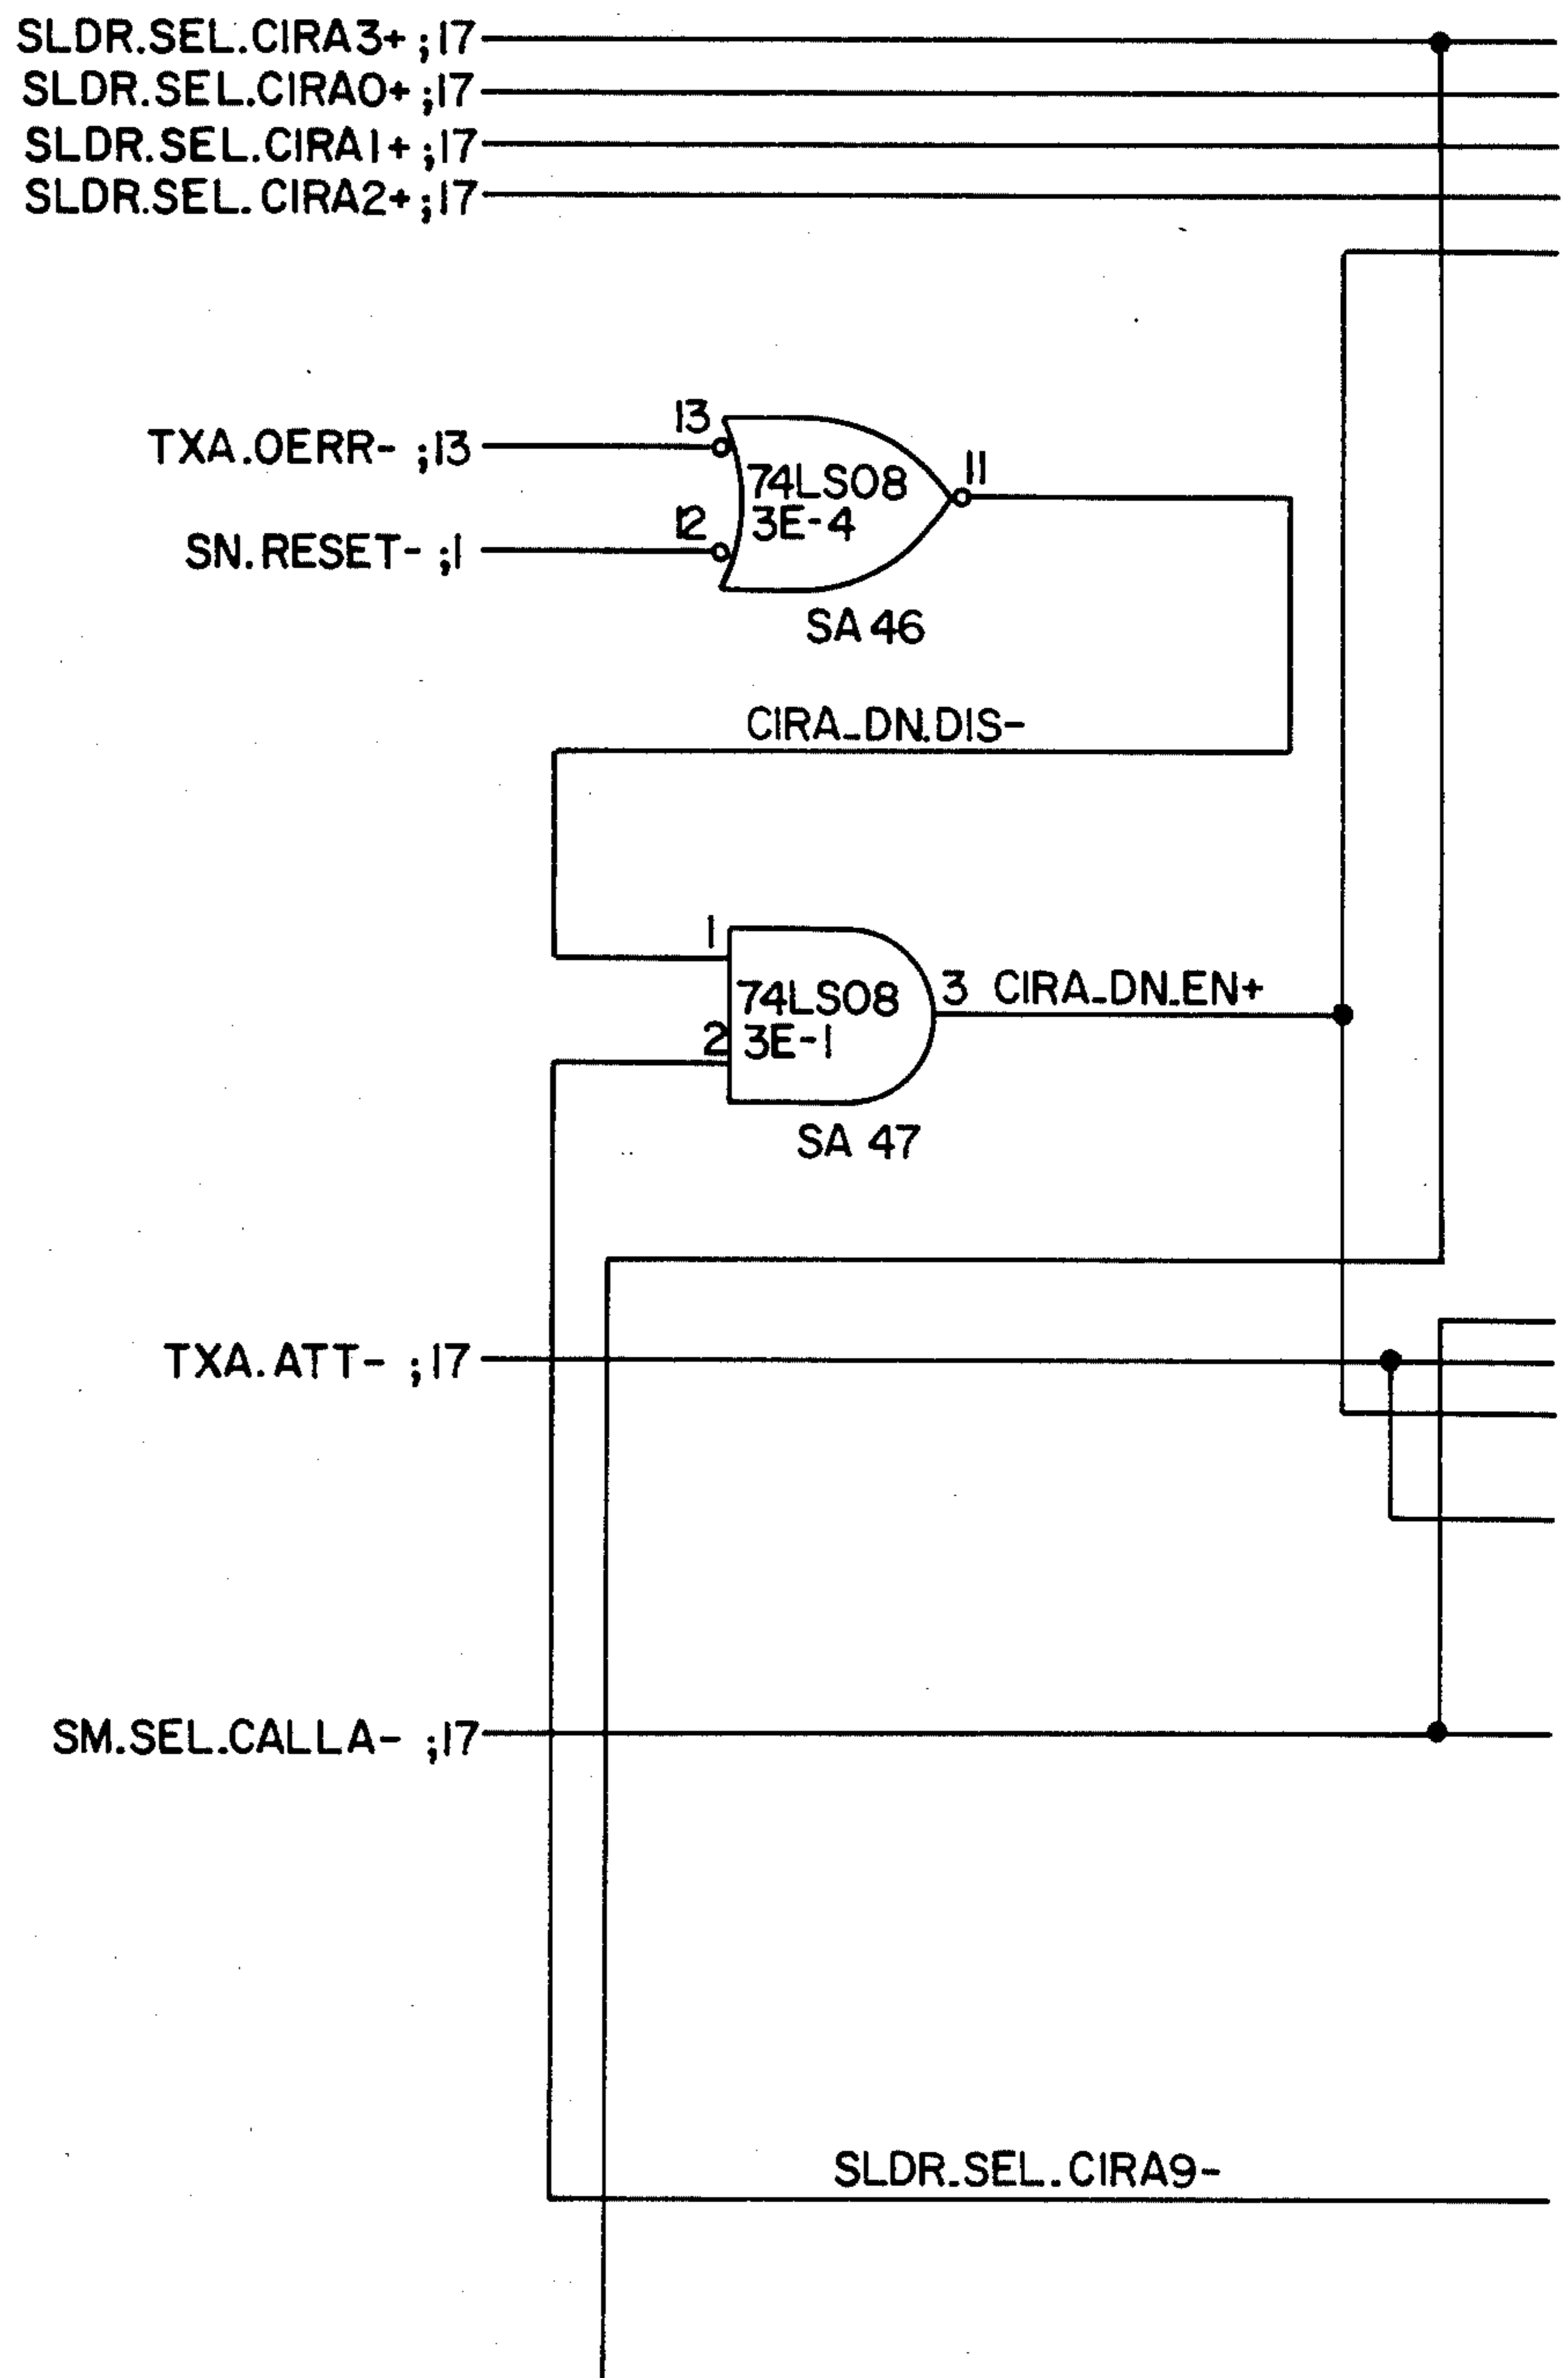 SLDR.SEL.CIRA3+ ;17
SLDR.SEL.CIRA0+ ;17
SLDR.SEL.CIRA1+ ;17
SLDR.SEL.CIRA2+ ;17
TXA.OERR- ;13
13
SN.RESET- ;1
12
74LS08
3E-4
11
SA 46
CIRA_DN.DIS-
1
2
74LS08
3E-1
3 CIRA_DN_EN+
SA 47
TXA.ATT- ;17
SM.SEL.CALLA- ;17
SLDR.SEL..CIRA9-